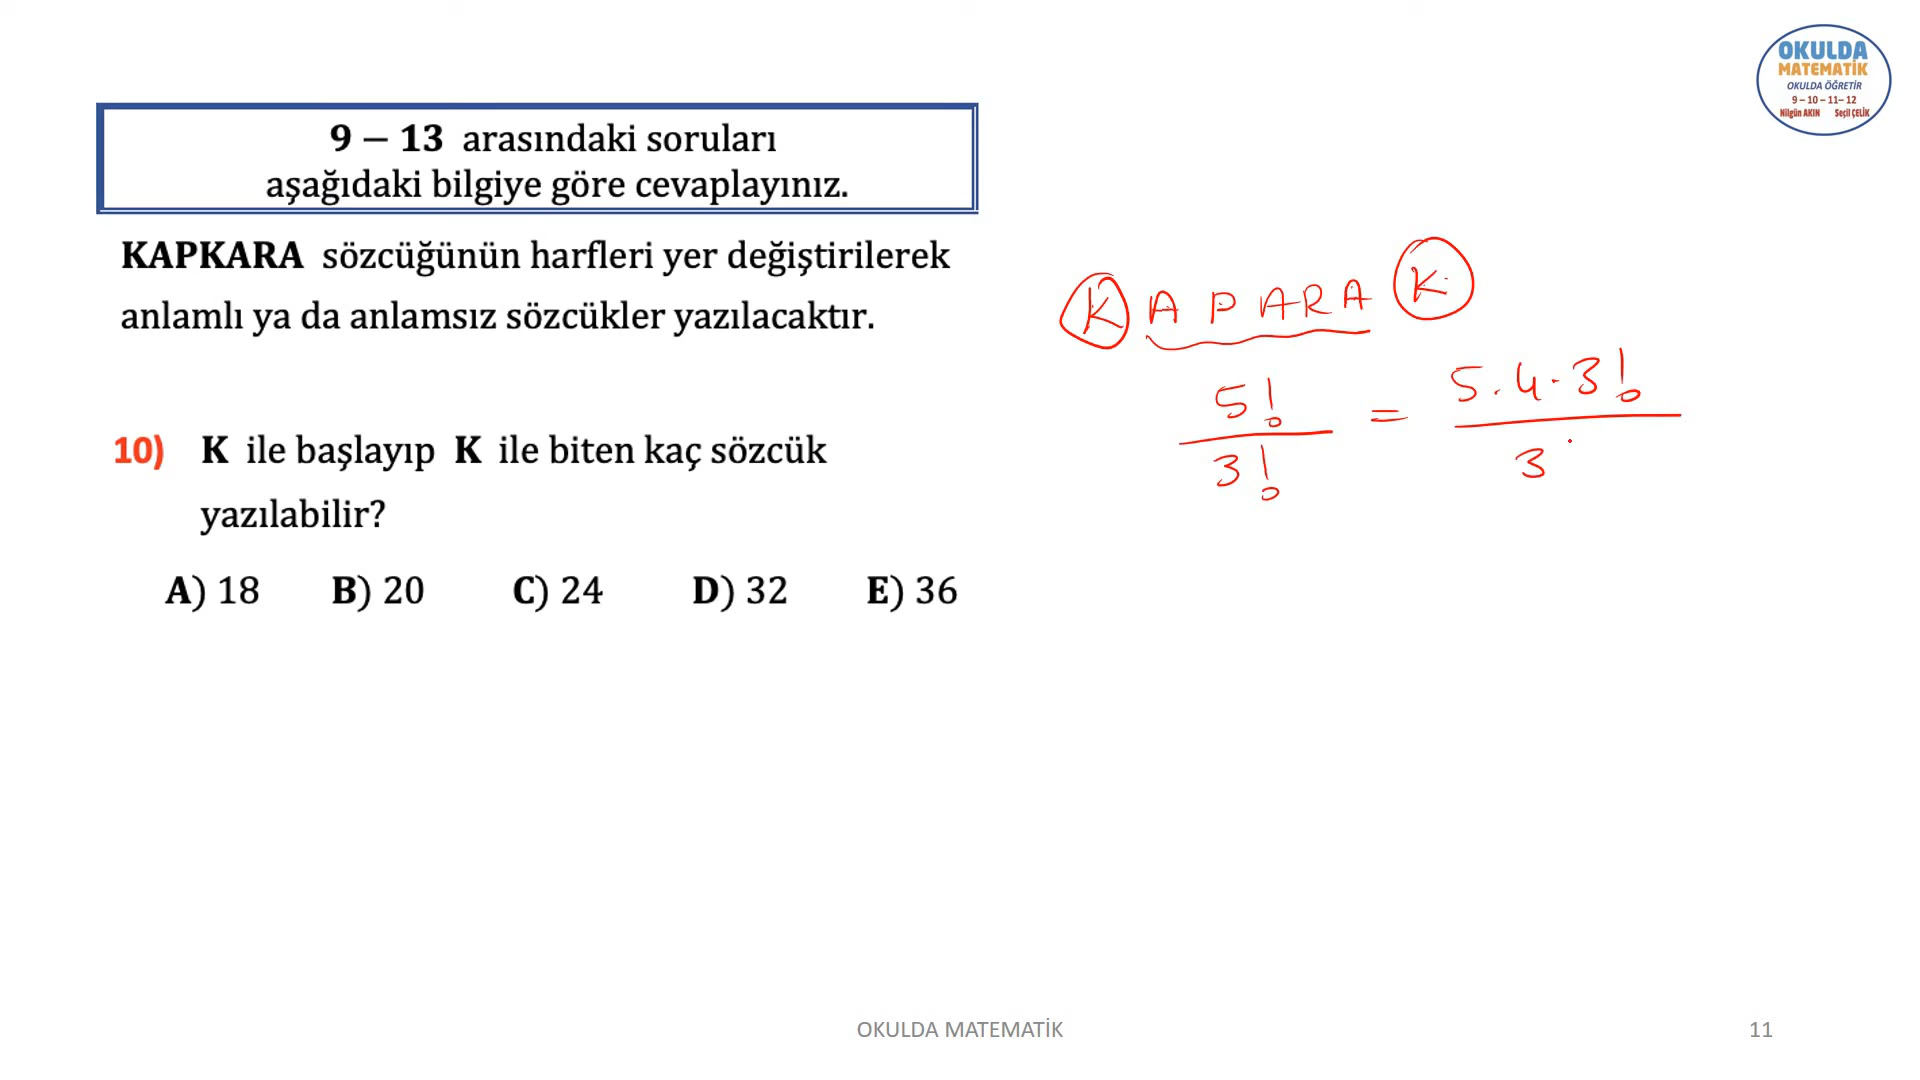 OKULDA
MATEMATİK
OKULDA ÖĞRETİR
9 – 10 – 11– 12
Nilgün AKIN Seçil ÇELİK
9 – 13 arasındaki soruları
aşağıdaki bilgiye göre cevaplayınız.
KAPKARA sözcüğünün harfleri yer değiştirilerek
anlamlı ya da anlamsız sözcükler yazılacaktır.
10) K ile başlayıp K ile biten kaç sözcük
yazılabilir?
A) 18 B) 20 C) 24 D) 32 E) 36
K A P A R A K
5! / 3! = 5.4.3! / 3
OKULDA MATEMATİK
11